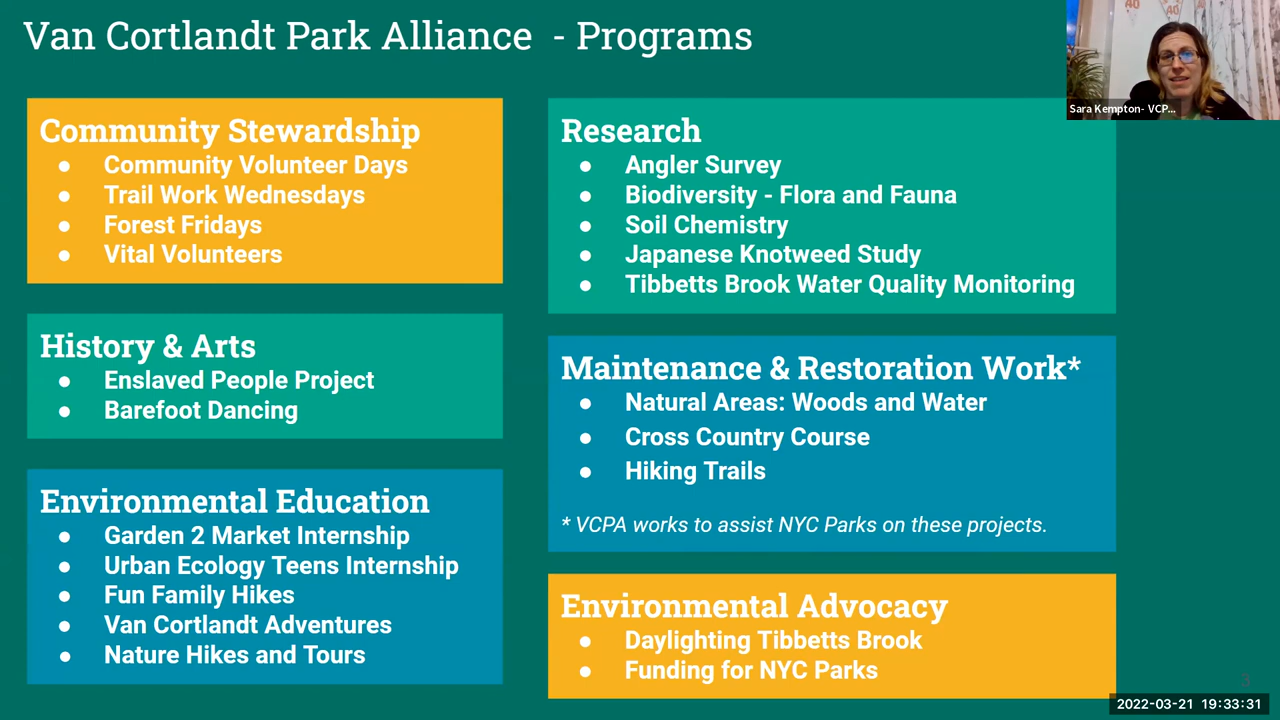 Van Cortlandt Park Alliance - Programs
40
40
Sara Kempton- VCP...
Community Stewardship
● Community Volunteer Days
● Trail Work Wednesdays
● Forest Fridays
● Vital Volunteers
History & Arts
● Enslaved People Project
● Barefoot Dancing
Environmental Education
● Garden 2 Market Internship
● Urban Ecology Teens Internship
● Fun Family Hikes
● Van Cortlandt Adventures
● Nature Hikes and Tours
Research
● Angler Survey
● Biodiversity - Flora and Fauna
● Soil Chemistry
● Japanese Knotweed Study
● Tibbetts Brook Water Quality Monitoring
Maintenance & Restoration Work*
● Natural Areas: Woods and Water
● Cross Country Course
● Hiking Trails
* VCPA works to assist NYC Parks on these projects.
Environmental Advocacy
● Daylighting Tibbetts Brook
● Funding for NYC Parks
3
2022-03-21 19:33:31